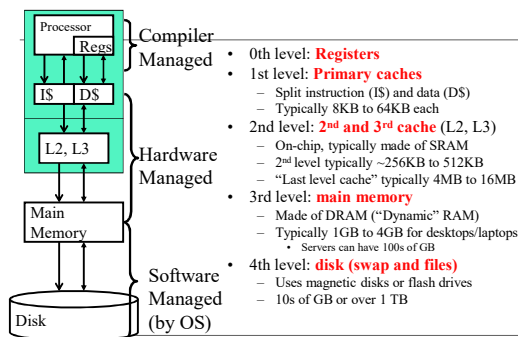 Processor
Regs
I$
D$
L2, L3
Main
Memory
Disk
Compiler
Managed
Hardware
Managed
Software
Managed
(by OS)
• 0th level: Registers
• 1st level: Primary caches
– Split instruction (I$) and data (D$)
– Typically 8KB to 64KB each
• 2nd level: 2nd and 3rd cache (L2, L3)
– On-chip, typically made of SRAM
– 2nd level typically ~256KB to 512KB
– “Last level cache” typically 4MB to 16MB
• 3rd level: main memory
– Made of DRAM (“Dynamic” RAM)
– Typically 1GB to 4GB for desktops/laptops
• Servers can have 100s of GB
• 4th level: disk (swap and files)
– Uses magnetic disks or flash drives
– 10s of GB or over 1 TB